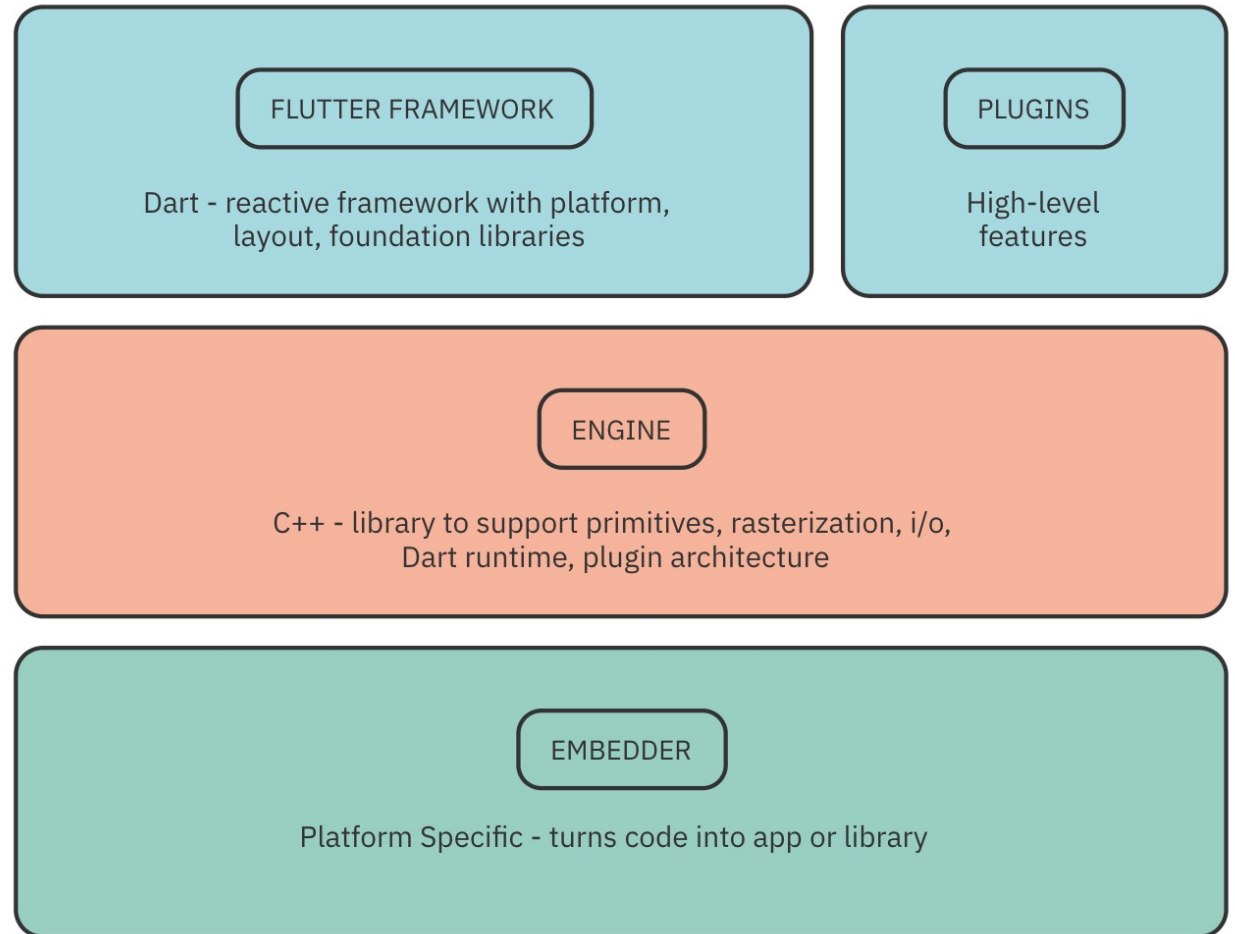 FLUTTER FRAMEWORK
Dart - reactive framework with platform,
layout, foundation libraries
PLUGINS
High-level
features
ENGINE
C++ - library to support primitives, rasterization, i/o,
Dart runtime, plugin architecture
EMBEDDER
Platform Specific - turns code into app or library